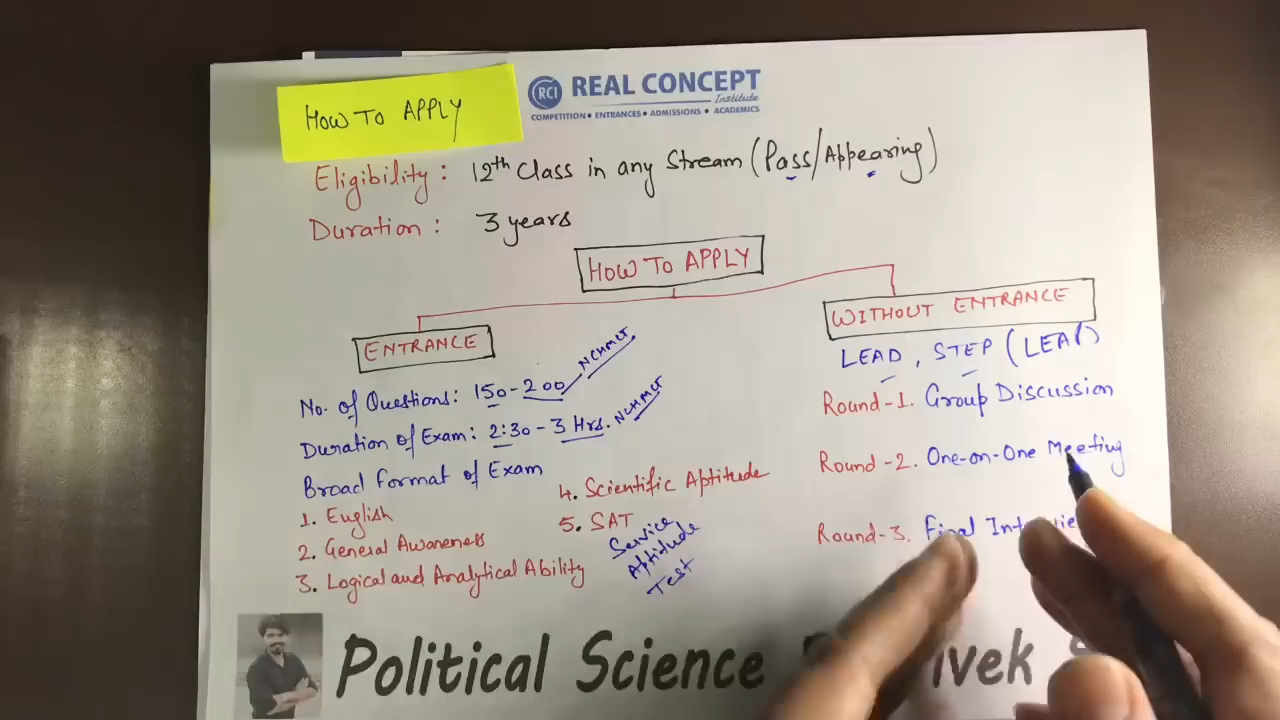 HOW TO APPLY
RCI
REAL CONCEPT
Institute
COMPETITION • ENTRANCES • ADMISSIONS • ACADEMICS
Eligibility: 12th Class in any Stream (Pass/Appearing)
Duration: 3 years
HOW TO APPLY
ENTRANCE
No. of Questions: 150-200 NCHMCT
Duration of Exam: 2:30 - 3 Hrs. NCHMCT
Broad Format of Exam
1. English
2. General Awareness
3. Logical and Analytical Ability
4. Scientific Aptitude
5. SAT
Service
Aptitude
Test
WITHOUT ENTRANCE
LEAD, STEP (LEAP)
Round-1. Group Discussion
Round-2. One-on-One Meeting
Round-3. Final
Political Science